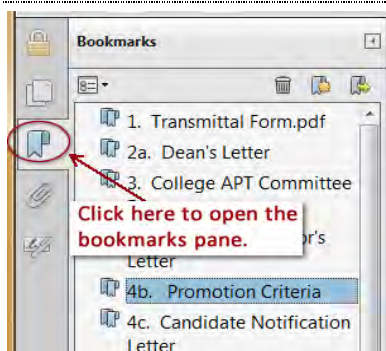 Bookmarks
1. Transmittal Form.pdf
2a. Dean's Letter
3. College APT Committee
Click here to open the
bookmarks pane.
r's
Letter
4b. Promotion Criteria
4c. Candidate Notification
Letter